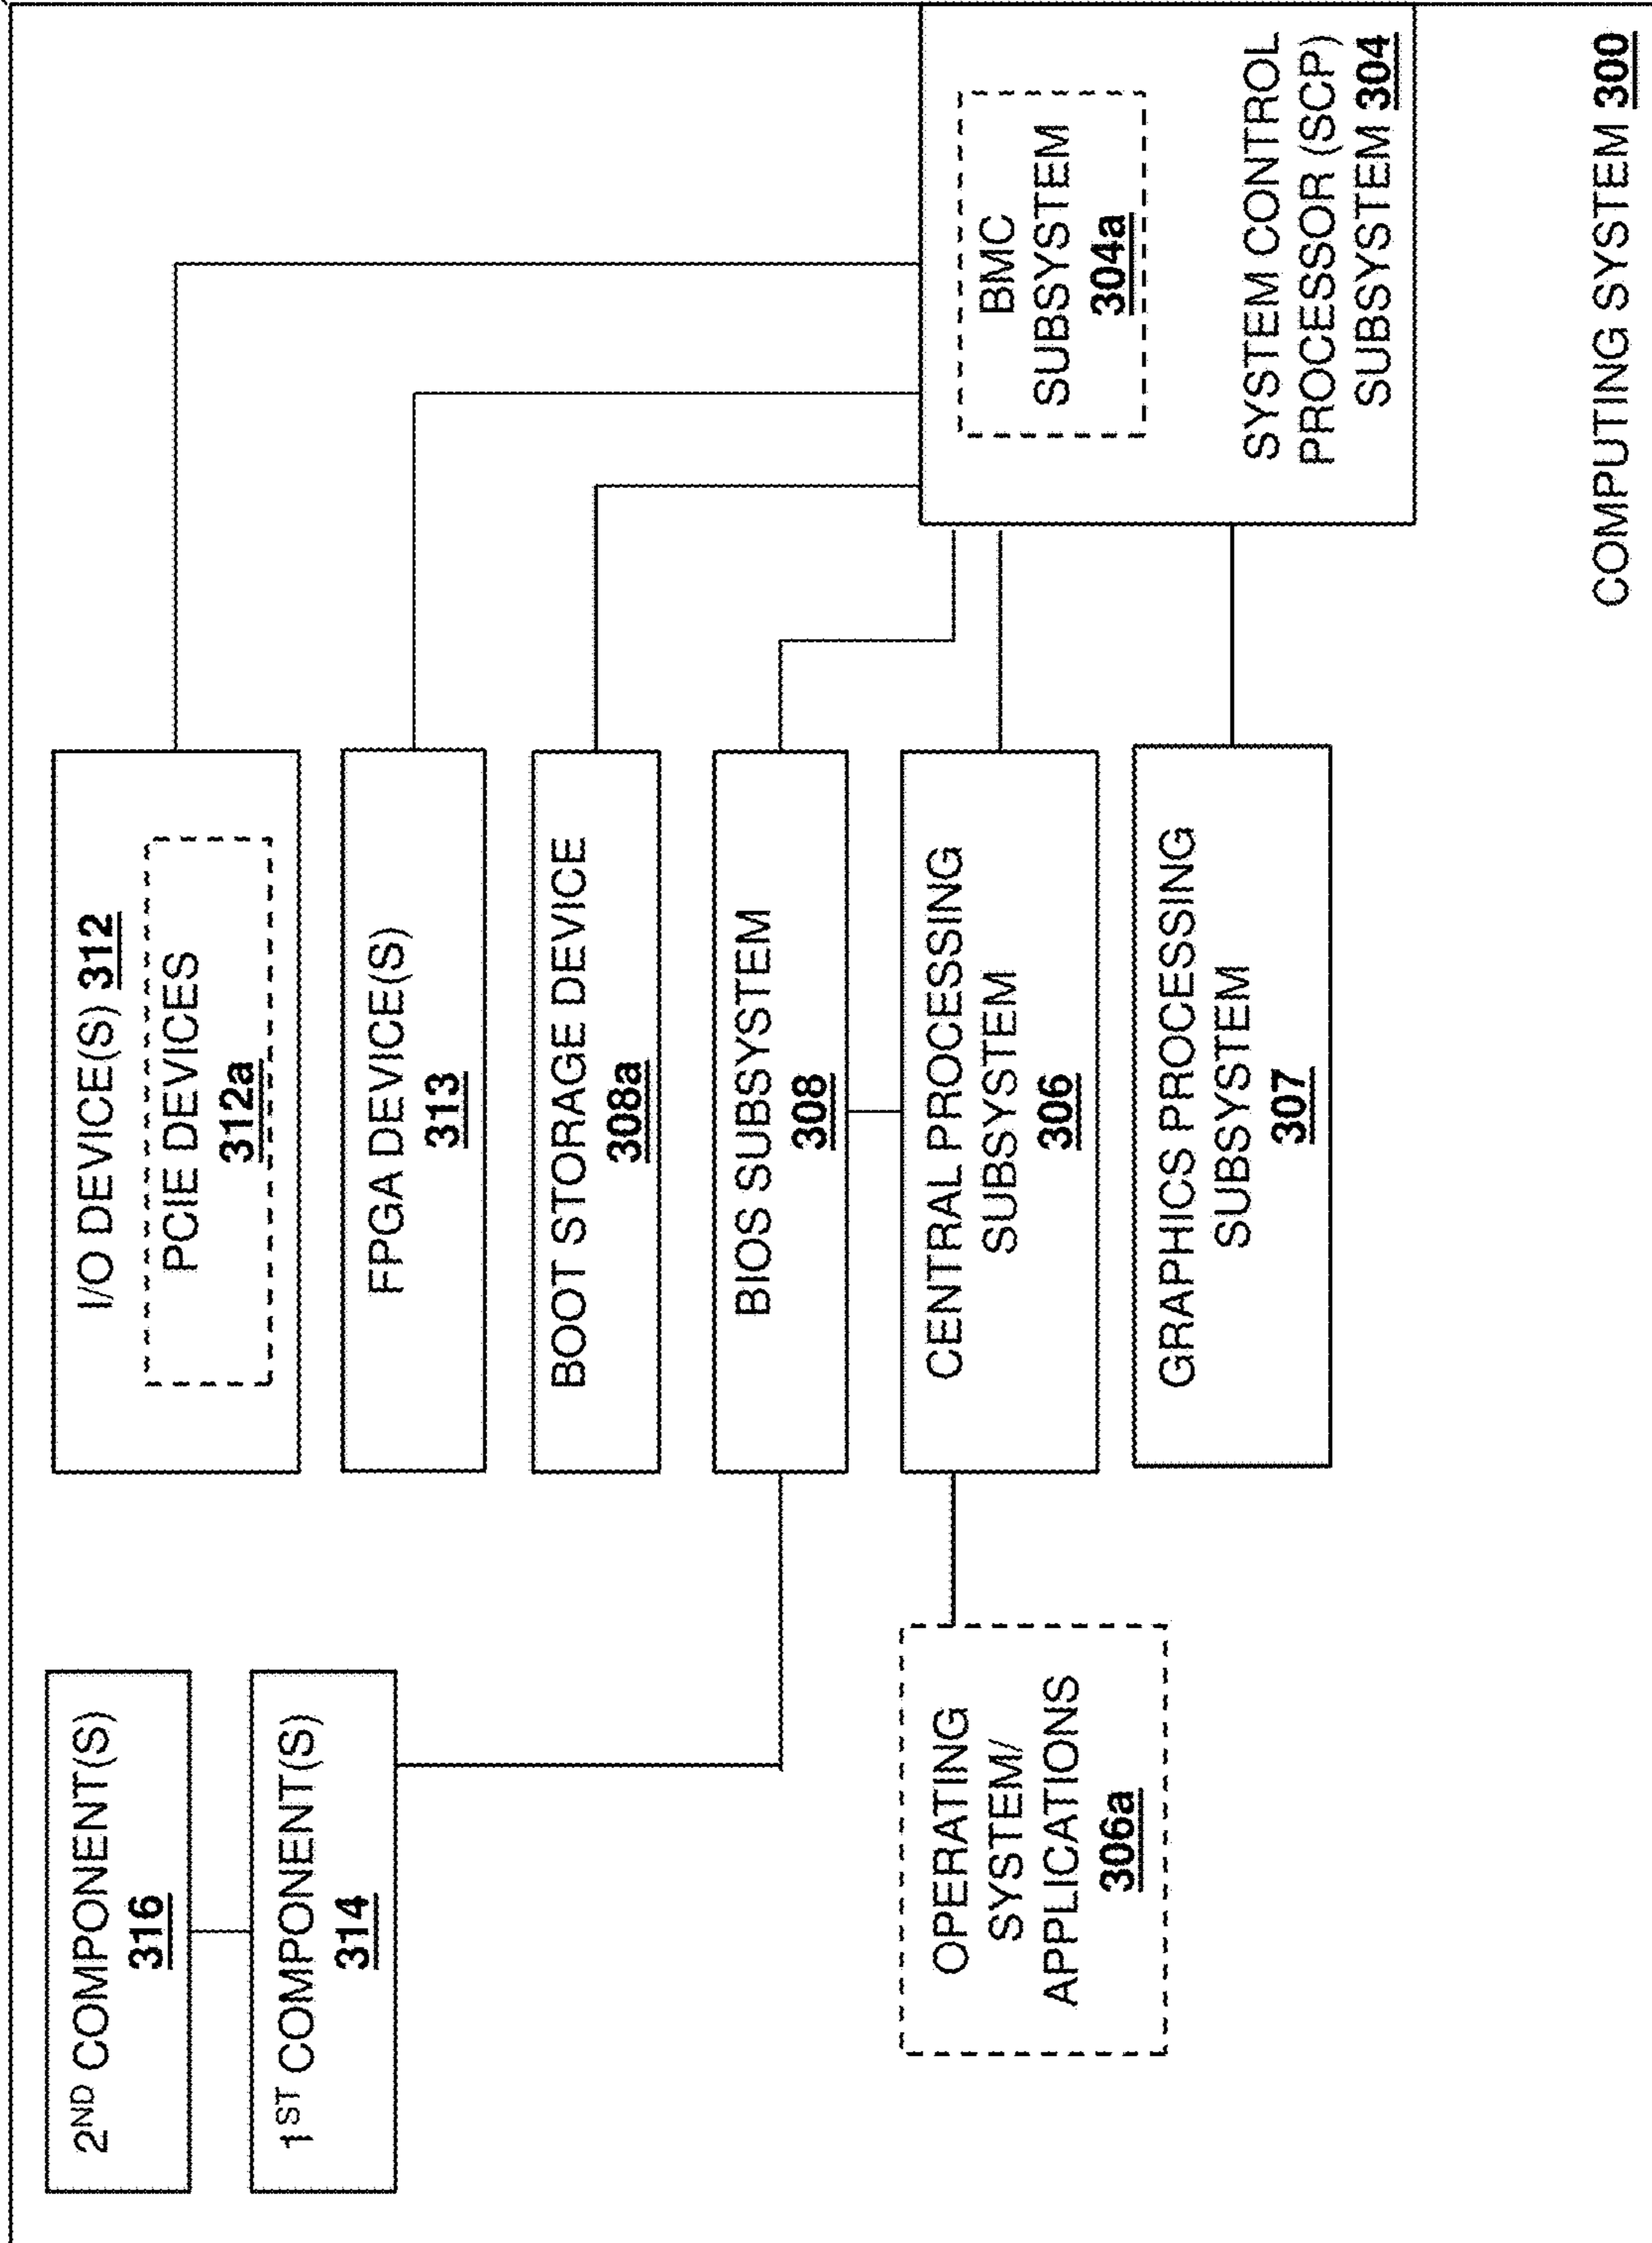 2ND COMPONENT(S)
316
1ST COMPONENT(S)
314
OPERATING
SYSTEM/
APPLICATIONS
306a
I/O DEVICE(S) 312
PCIE DEVICES
312a
FPGA DEVICE(S)
313
BOOT STORAGE DEVICE
308a
BIOS SUBSYSTEM
308
CENTRAL PROCESSING
SUBSYSTEM
306
GRAPHICS PROCESSING
SUBSYSTEM
307
BMC
SUBSYSTEM
304a
SYSTEM CONTROL
PROCESSOR (SCP)
SUBSYSTEM 304
COMPUTING SYSTEM 300